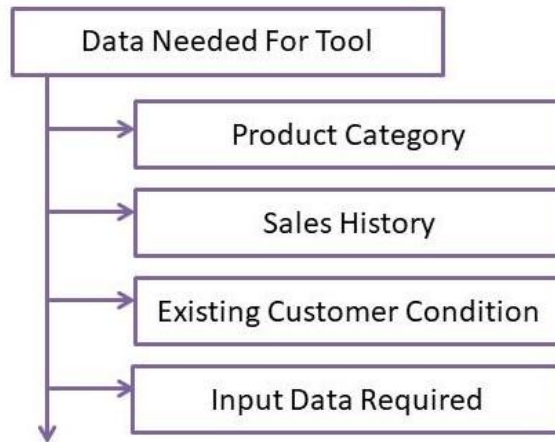 Data Needed For Tool
Product Category
Sales History
Existing Customer Condition
Input Data Required